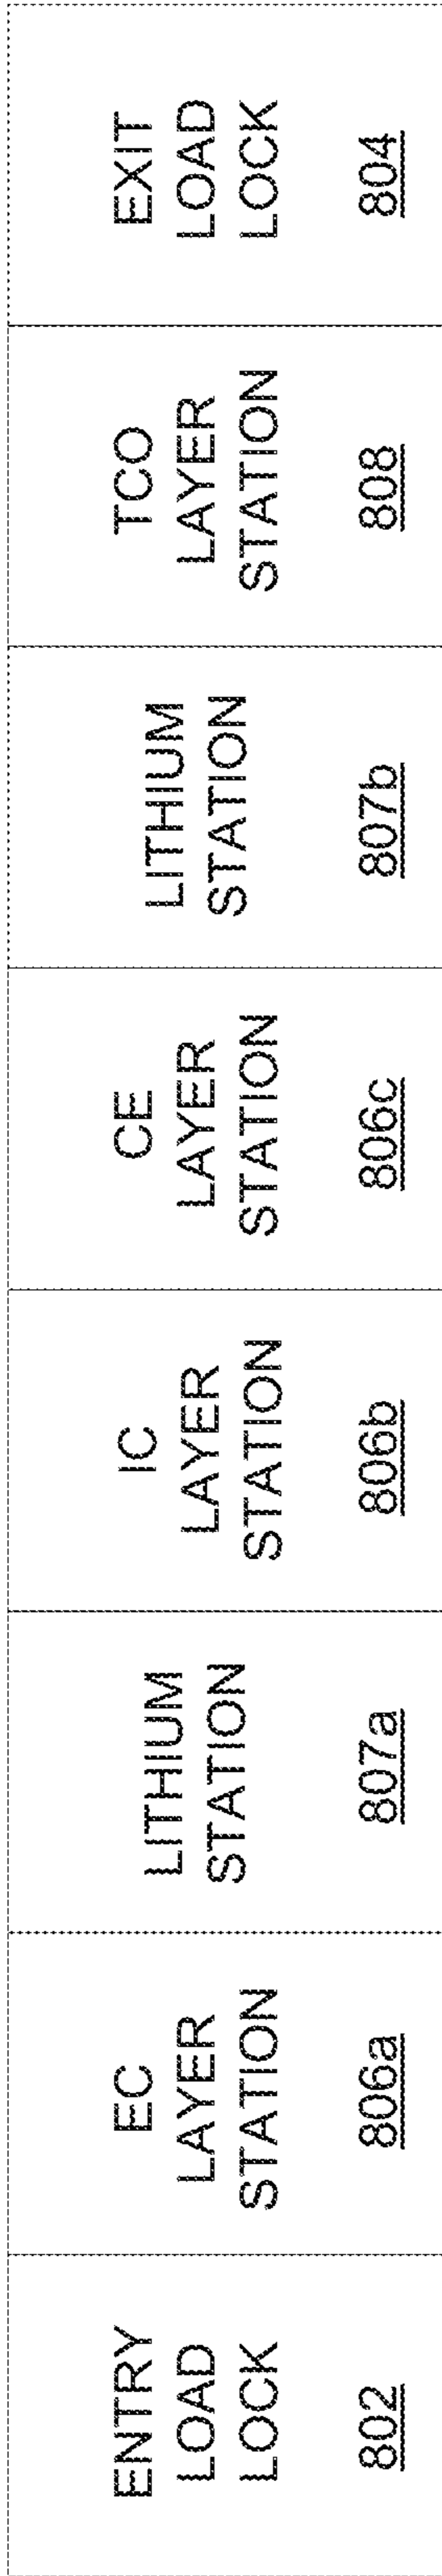 ENTRY
LOAD
LOCK
802
EC
LAYER
STATION
806a
LITHIUM
STATION
807a
IC
LAYER
STATION
806b
CE
LAYER
STATION
806c
LITHIUM
STATION
807b
TCO
LAYER
STATION
808
EXIT
LOAD
LOCK
804